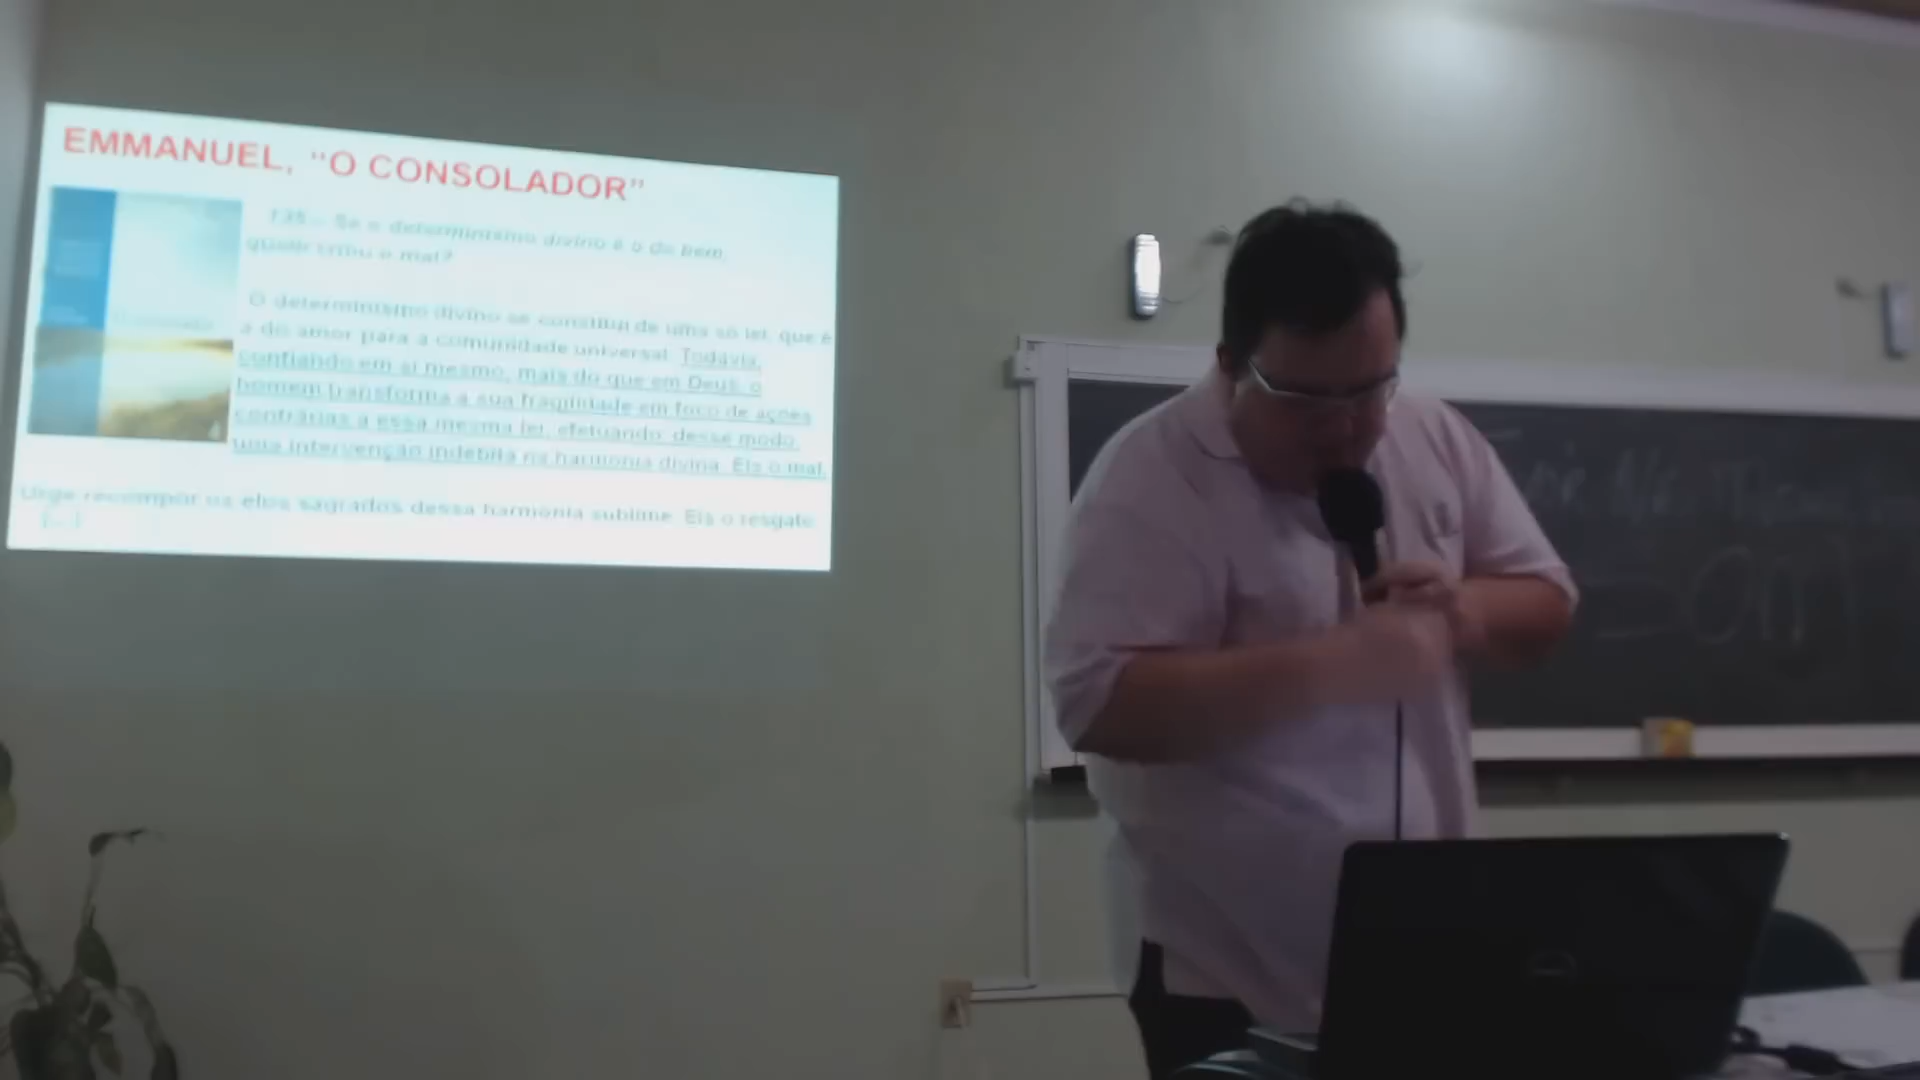 EMMANUEL, “O CONSOLADOR”
135 – Se o determinismo divino é o do bem,
quem criou o mal?
O determinismo divino se constitui de uma só lei, que é
a do amor para a comunidade universal. Todavia,
confiando em si mesmo, mais do que em Deus, o
homem transforma a sua fragilidade em foco de ações
contrárias a essa mesma lei, efetuando, desse modo,
uma intervenção indébita na harmonia divina. Eis o mal.
Urge recompor os elos sagrados dessa harmonia sublime. Eis o resgate.
[...]